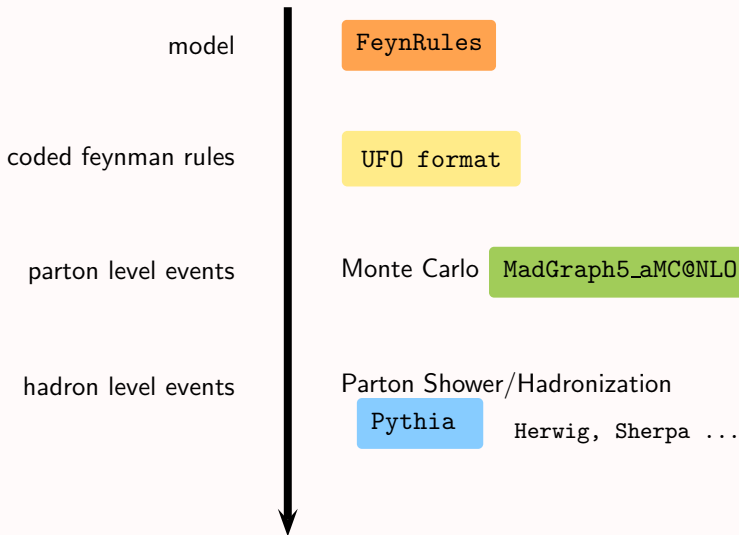 model FeynRules
coded feynman rules UFO format
parton level events Monte Carlo MadGraph5_aMC@NLO
hadron level events Parton Shower/Hadronization
Pythia Herwig, Sherpa ...